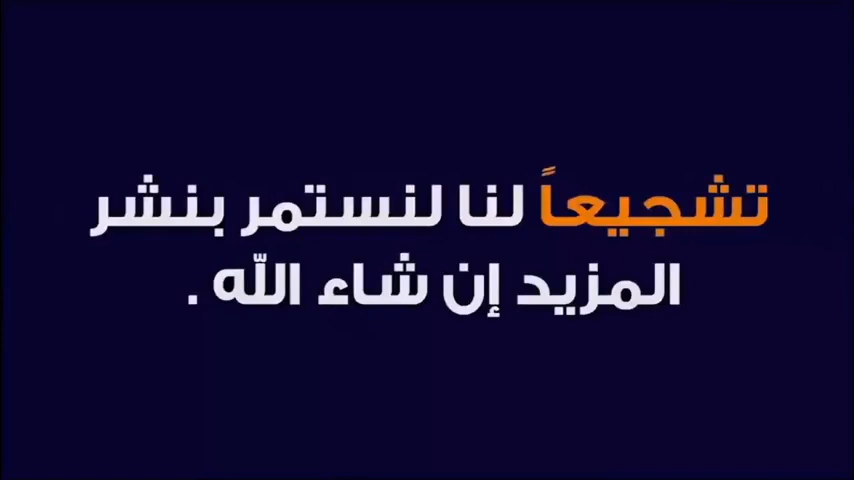 تشجيعاً لنا لنستمر بنشر
المزيد إن شاء الله .